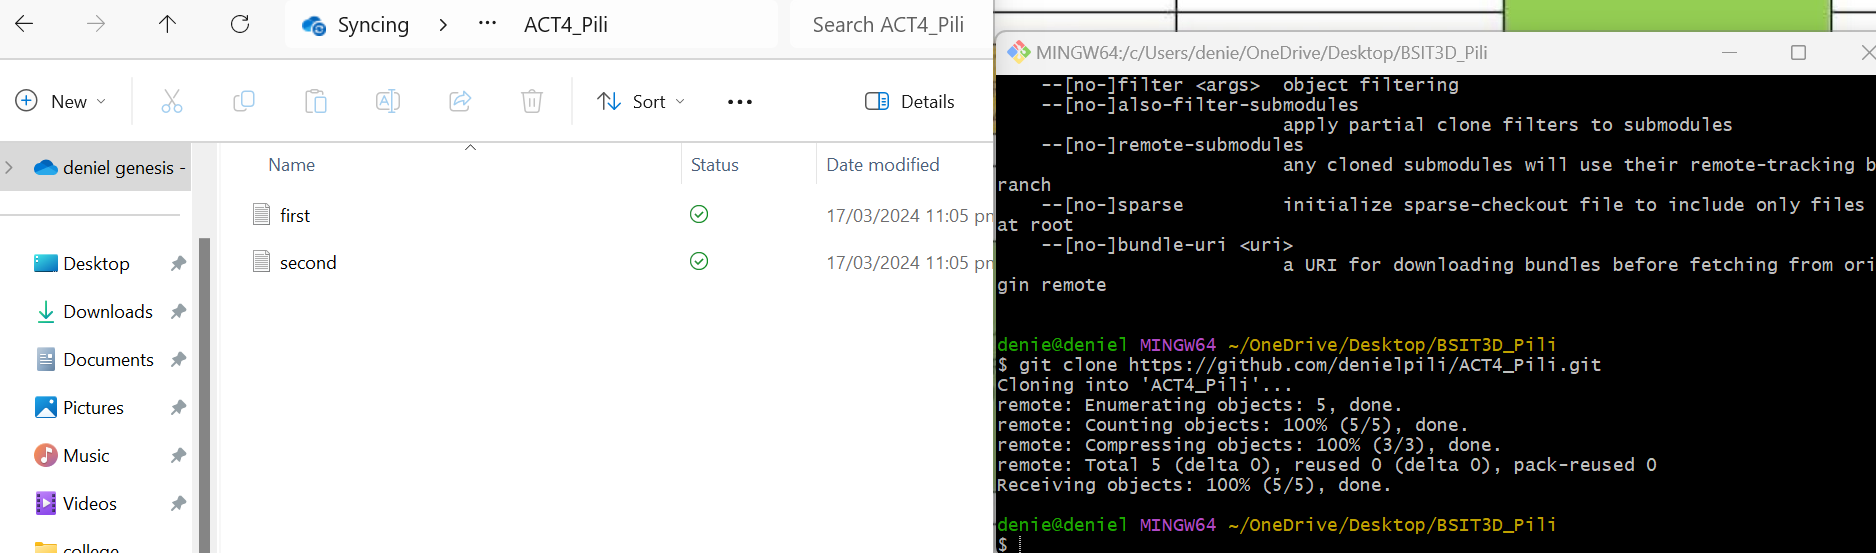 Syncing > ... ACT4_Pili
Search ACT4_Pili
New
Sort
...
Details
deniel genesis -
Desktop
Downloads
Documents
Pictures
Music
Videos
college
Name Status Date modified
first 17/03/2024 11:05 pm
second 17/03/2024 11:05 pm
MINGW64:/c/Users/denie/OneDrive/Desktop/BSIT3D_Pili
--[no-]filter <args>  object filtering
--[no-]also-filter-submodules
apply partial clone filters to submodules
--[no-]remote-submodules
any cloned submodules will use their remote-tracking b
ranch
--[no-]sparse         initialize sparse-checkout file to include only files
at root
--[no-]bundle-uri <uri>
a URI for downloading bundles before fetching from ori
gin remote
denie@deniel MINGW64 ~/OneDrive/Desktop/BSIT3D_Pili
$ git clone https://github.com/denielpili/ACT4_Pili.git
Cloning into 'ACT4_Pili'...
remote: Enumerating objects: 5, done.
remote: Counting objects: 100% (5/5), done.
remote: Compressing objects: 100% (3/3), done.
remote: Total 5 (delta 0), reused 0 (delta 0), pack-reused 0
Receiving objects: 100% (5/5), done.
denie@deniel MINGW64 ~/OneDrive/Desktop/BSIT3D_Pili
$